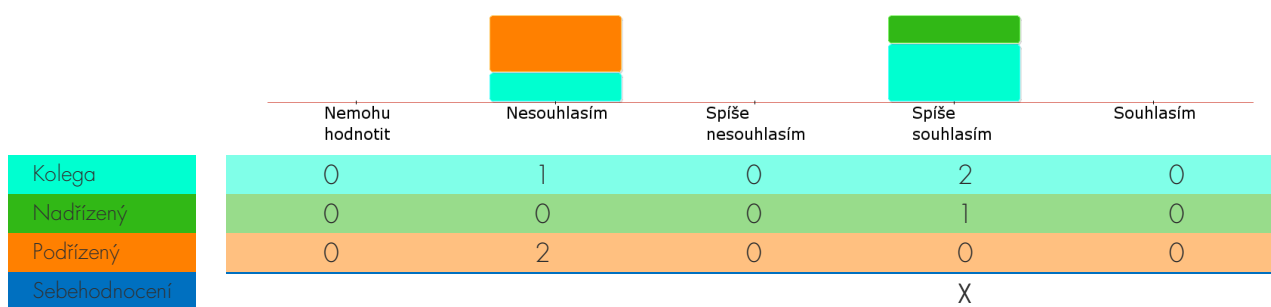 Nemohu
hodnotit
Nesouhlasím
Spíše
nesouhlasím
Spíše
souhlasím
Souhlasím
Kolega 0 1 0 2 0
Nadřízený 0 0 0 1 0
Podřízený 0 2 0 0 0
Sebehodnocení X